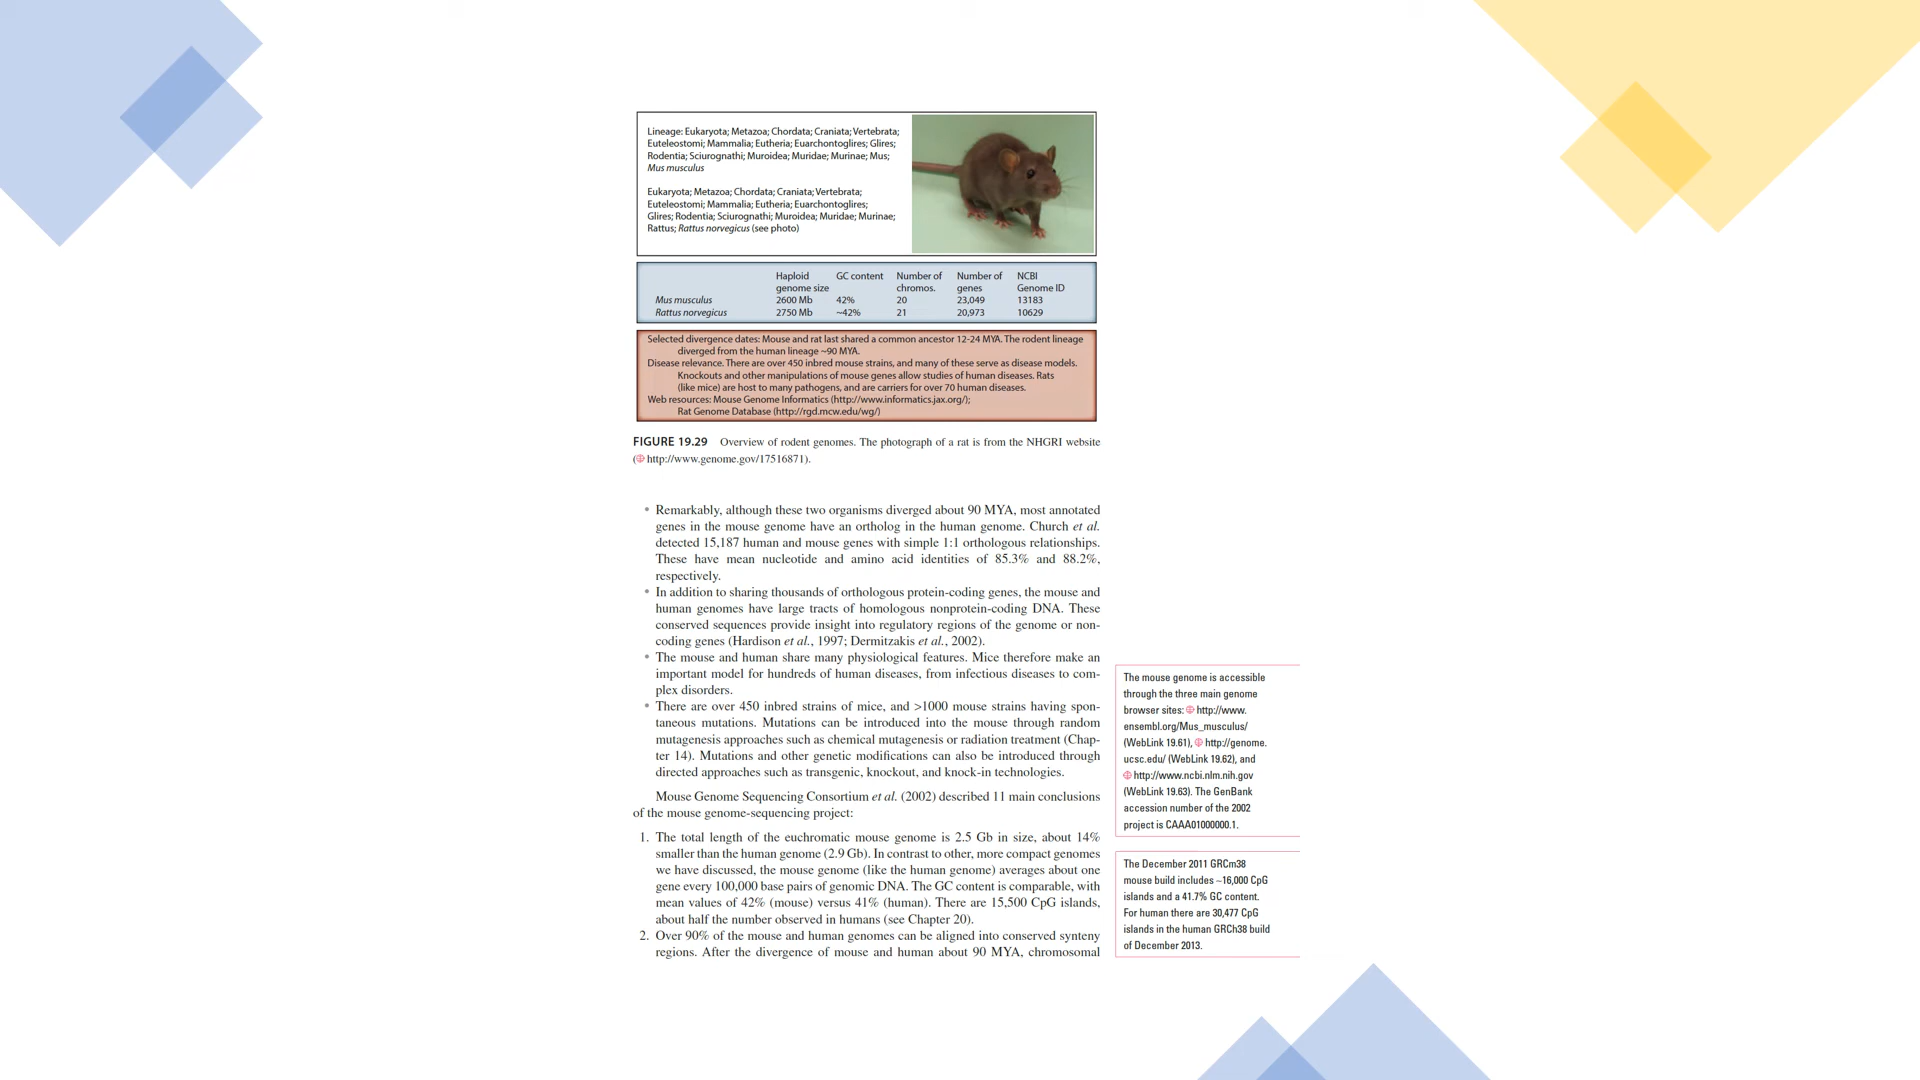 Lineage: Eukaryota; Metazoa; Chordata; Craniata; Vertebrata;
Euteleostomi; Mammalia; Eutheria; Euarchontoglires; Glires;
Rodentia; Sciurognathi; Muroidea; Muridae; Murinae; Mus;
Mus musculus
Eukaryota; Metazoa; Chordata; Craniata; Vertebrata;
Euteleostomi; Mammalia; Eutheria; Euarchontoglires;
Glires; Rodentia; Sciurognathi; Muroidea; Muridae; Murinae;
Rattus; Rattus norvegicus (see photo)
Haploid GC content Number of Number of NCBI
genome size chromos. genes Genome ID
Mus musculus 2600 Mb 42% 20 23,049 13183
Rattus norvegicus 2750 Mb ~42% 21 20,973 10629
Selected divergence dates: Mouse and rat last shared a common ancestor 12-24 MYA. The rodent lineage
diverged from the human lineage ~90 MYA.
Disease relevance. There are over 450 inbred mouse strains, and many of these serve as disease models.
Knockouts and other manipulations of mouse genes allow studies of human diseases. Rats
(like mice) are host to many pathogens, and are carriers for over 70 human diseases.
Web resources: Mouse Genome Informatics (http://www.informatics.jax.org/);
Rat Genome Database (http://rgd.mcw.edu/wg/)
FIGURE 19.29 Overview of rodent genomes. The photograph of a rat is from the NHGRI website
(http://www.genome.gov/17516871).
• Remarkably, although these two organisms diverged about 90 MYA, most annotated
genes in the mouse genome have an ortholog in the human genome. Church et al.
detected 15,187 human and mouse genes with simple 1:1 orthologous relationships.
These have mean nucleotide and amino acid identities of 85.3% and 88.2%,
respectively.
• In addition to sharing thousands of orthologous protein-coding genes, the mouse and
human genomes have large tracts of homologous nonprotein-coding DNA. These
conserved sequences provide insight into regulatory regions of the genome or non-
coding genes (Hardison et al., 1997; Dermitzakis et al., 2002).
• The mouse and human share many physiological features. Mice therefore make an
important model for hundreds of human diseases, from infectious diseases to com-
plex disorders.
• There are over 450 inbred strains of mice, and >1000 mouse strains having spon-
taneous mutations. Mutations can be introduced into the mouse through random
mutagenesis approaches such as chemical mutagenesis or radiation treatment (Chap-
ter 14). Mutations and other genetic modifications can also be introduced through
directed approaches such as transgenic, knockout, and knock-in technologies.
Mouse Genome Sequencing Consortium et al. (2002) described 11 main conclusions
of the mouse genome-sequencing project:
1. The total length of the euchromatic mouse genome is 2.5 Gb in size, about 14%
smaller than the human genome (2.9 Gb). In contrast to other, more compact genomes
we have discussed, the mouse genome (like the human genome) averages about one
gene every 100,000 base pairs of genomic DNA. The GC content is comparable, with
mean values of 42% (mouse) versus 41% (human). There are 15,500 CpG islands,
about half the number observed in humans (see Chapter 20).
2. Over 90% of the mouse and human genomes can be aligned into conserved synteny
regions. After the divergence of mouse and human about 90 MYA, chromosomal
The mouse genome is accessible
through the three main genome
browser sites: http://www.
ensembl.org/Mus_musculus/
(WebLink 19.61), http://genome.
ucsc.edu/ (WebLink 19.62), and
http://www.ncbi.nlm.nih.gov
(WebLink 19.63). The GenBank
accession number of the 2002
project is CAAA01000000.1.
The December 2011 GRCm38
mouse build includes ~16,000 CpG
islands and a 41.7% GC content.
For human there are 30,477 CpG
islands in the human GRCh38 build
of December 2013.